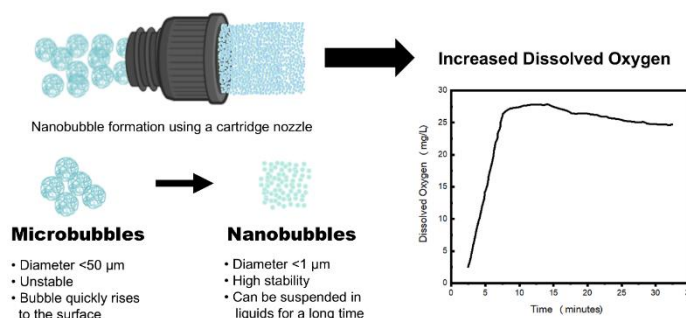 Nanobubble formation using a cartridge nozzle
Microbubbles
• Diameter <50 µm
• Unstable
• Bubble quickly rises
to the surface
Nanobubbles
• Diameter <1 µm
• High stability
• Can be suspended in
liquids for a long time
Increased Dissolved Oxygen
Dissolved Oxygen ( mg/L)
30
25
20
15
10
5
0
0
5
10
15
20
25
30
35
Time ( minutes)